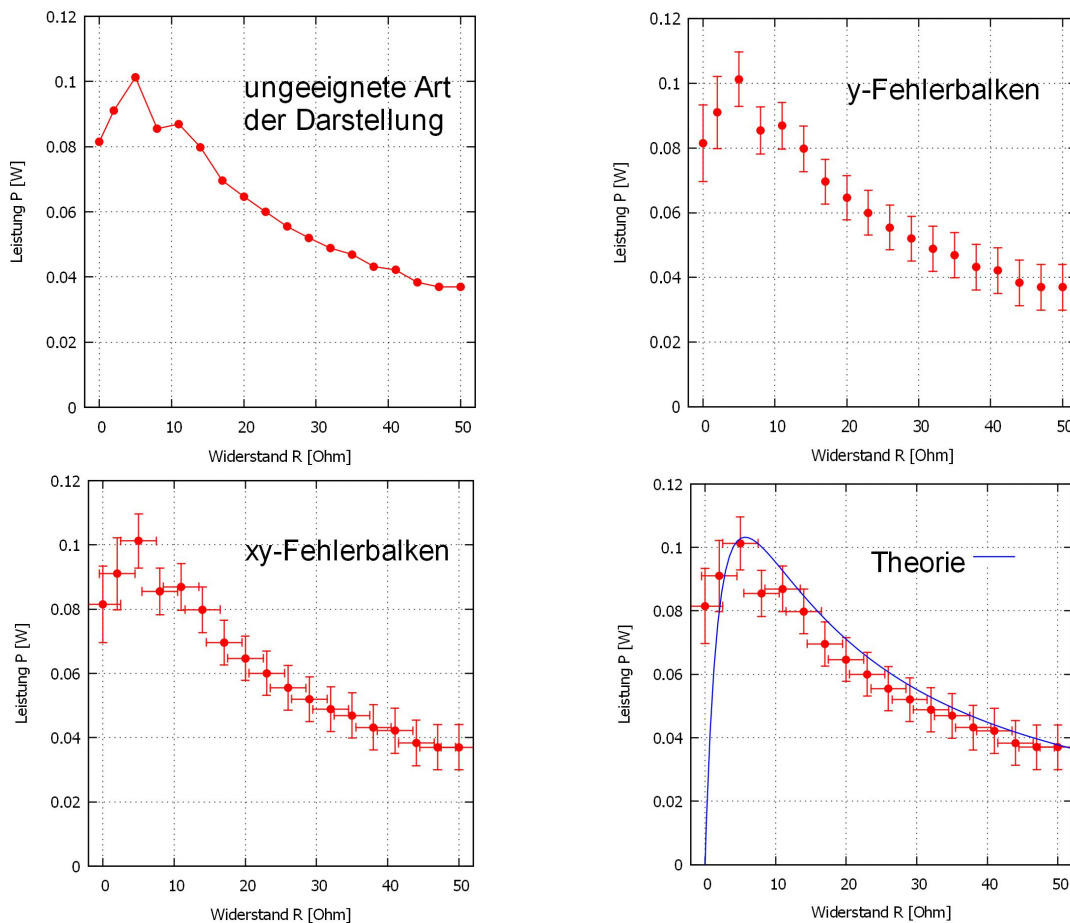 0.12
0.1
0.08
0.06
0.04
0.02
0
Leistung P [W]
ungeeignete Art
der Darstellung
0 10 20 30 40 50
Widerstand R [Ohm]
0.12
0.1
0.08
0.06
0.04
0.02
0
Leistung P [W]
y-Fehlerbalken
0 10 20 30 40 50
Widerstand R [Ohm]
0.12
0.1
0.08
0.06
0.04
0.02
0
Leistung P [W]
xy-Fehlerbalken
0 10 20 30 40 50
Widerstand R [Ohm]
0.12
0.1
0.08
0.06
0.04
0.02
0
Leistung P [W]
Theorie
0 10 20 30 40 50
Widerstand R [Ohm]